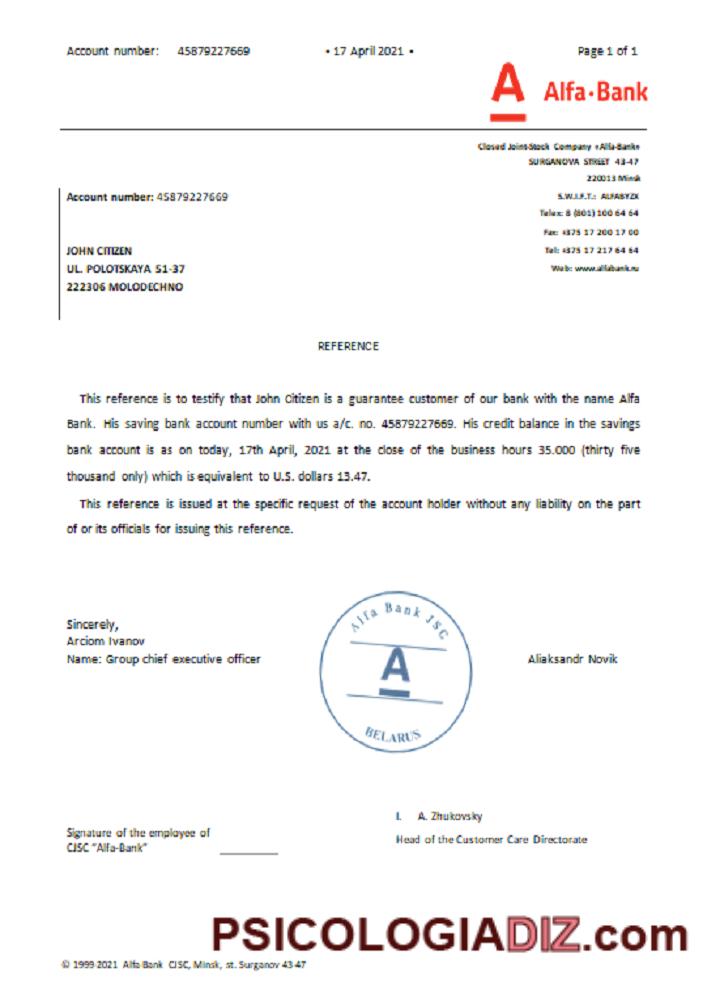 Account number: 45879227669 • 17 April 2021 • Page 1 of 1
A Alfa·Bank
Closed Joint-Stock Company «Alfa-Bank»
SURGANOVA STREET 43-47
220013 Minsk
S.W.I.F.T.: ALFABY2X
Telex: 8 (801) 100 64 64
Fax: +375 17 200 17 00
Tel: +375 17 217 64 64
Web: www.alfabank.ru
Account number: 45879227669
JOHN CITIZEN
UL. POLOTSKAYA 51-37
222306 MOLODECHNO
REFERENCE
This reference is to testify that John Citizen is a guarantee customer of our bank with the name Alfa
Bank. His saving bank account number with us a/c. no. 45879227669. His credit balance in the savings
bank account is as on today, 17th April, 2021 at the close of the business hours 35.000 (thirty five
thousand only) which is equivalent to U.S. dollars 13.47.
This reference is issued at the specific request of the account holder without any liability on the part
of or its officials for issuing this reference.
Sincerely,
Arciom Ivanov
Name: Group chief executive officer
Alfa Bank JSC
A
BELARUS
Aliaksandr Novik
I. A. Zhukovsky
Head of the Customer Care Directorate
Signature of the employee of
CJSC "Alfa-Bank"
PSICOLOGIADIZ.com
© 1999-2021 Alfa-Bank CJSC, Minsk, st. Surganov 43-47